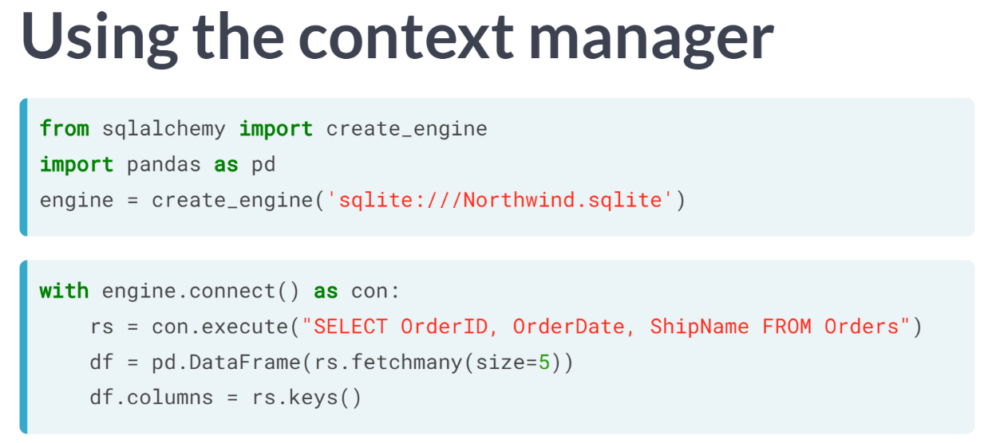 Using the context manager
from sqlalchemy import create_engine
import pandas as pd
engine = create_engine('sqlite:///Northwind.sqlite')
with engine.connect() as con:
    rs = con.execute("SELECT OrderID, OrderDate, ShipName FROM Orders")
    df = pd.DataFrame(rs.fetchmany(size=5))
    df.columns = rs.keys()